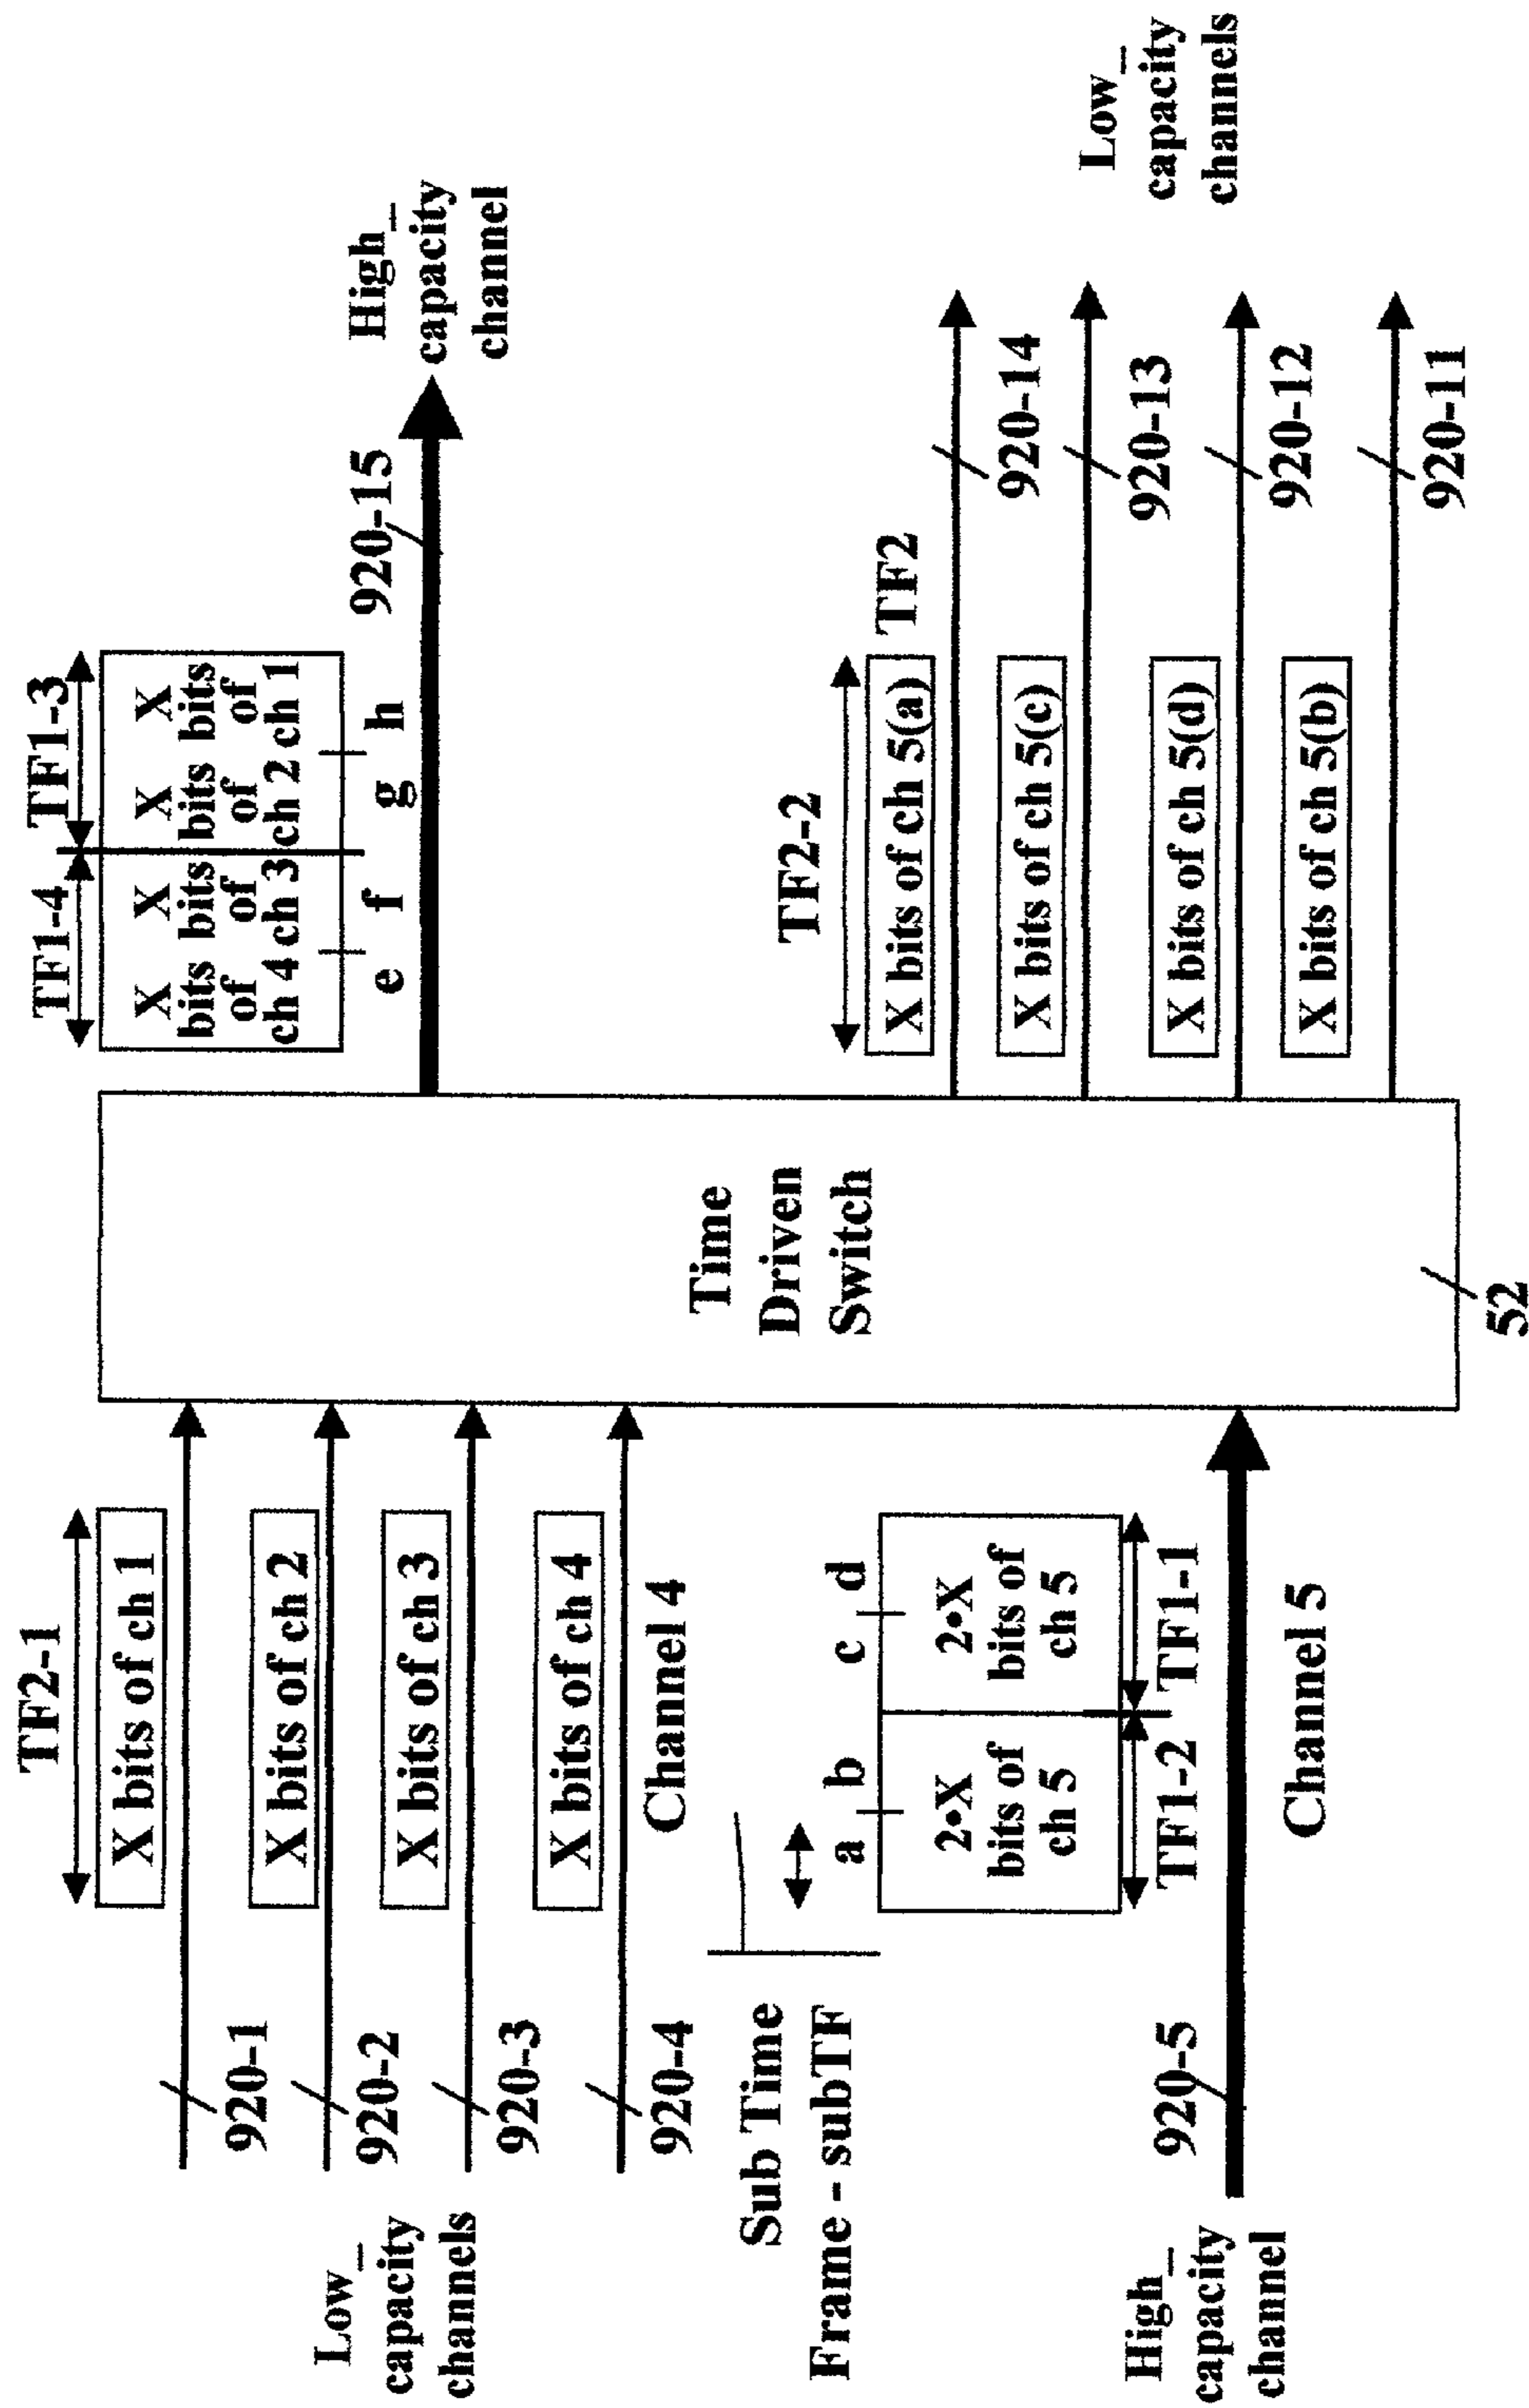 TF2-1
X bits of ch 1
920-1
X bits of ch 2
920-2
X bits of ch 3
920-3
X bits of ch 4
920-4
Channel 4
Low_
capacity
channels
Sub Time
Frame - subTF
a b c d
2•X
bits of
ch 5
2•X
bits of
ch 5
TF1-2 TF1-1
920-5
High_
capacity
channel
Channel 5
Time
Driven
Switch
52
TF1-4 TF1-3
X X X X
bits bits bits bits
of of of of
ch 4 ch 3 ch 2 ch 1
e f g h
920-15
High_
capacity
channel
TF2-2
X bits of ch 5(a) TF2
920-14
X bits of ch 5(c)
920-13
X bits of ch 5(d)
920-12
X bits of ch 5(b)
920-11
Low_
capacity
channels